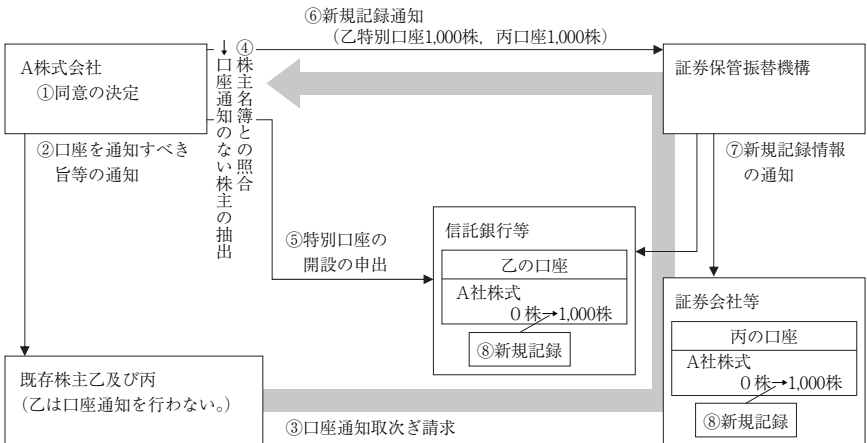 ⑥新規記録通知
（乙特別口座1,000株，丙口座1,000株）
A株式会社
①同意の決定
④株主名簿との照合
→口座通知のない株主の抽出
証券保管振替機構
②口座を通知すべき
旨等の通知
⑦新規記録情報
の通知
⑤特別口座の
開設の申出
信託銀行等
乙の口座
A社株式
0株→1,000株
⑧新規記録
証券会社等
丙の口座
A社株式
0株→1,000株
⑧新規記録
既存株主乙及び丙
（乙は口座通知を行わない。）
③口座通知取次ぎ請求